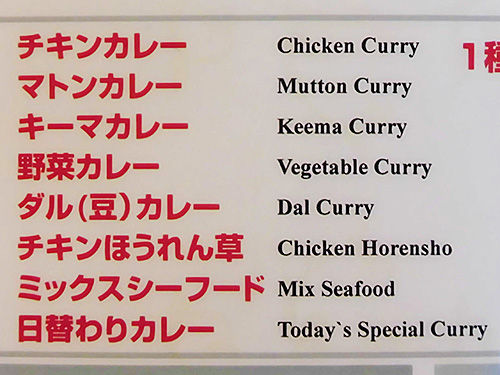 チキンカレー Chicken Curry 1種
マトンカレー Mutton Curry
キーマカレー Keema Curry
野菜カレー Vegetable Curry
ダル(豆)カレー Dal Curry
チキンほうれん草 Chicken Horensho
ミックスシーフード Mix Seafood
日替わりカレー Today`s Special Curry